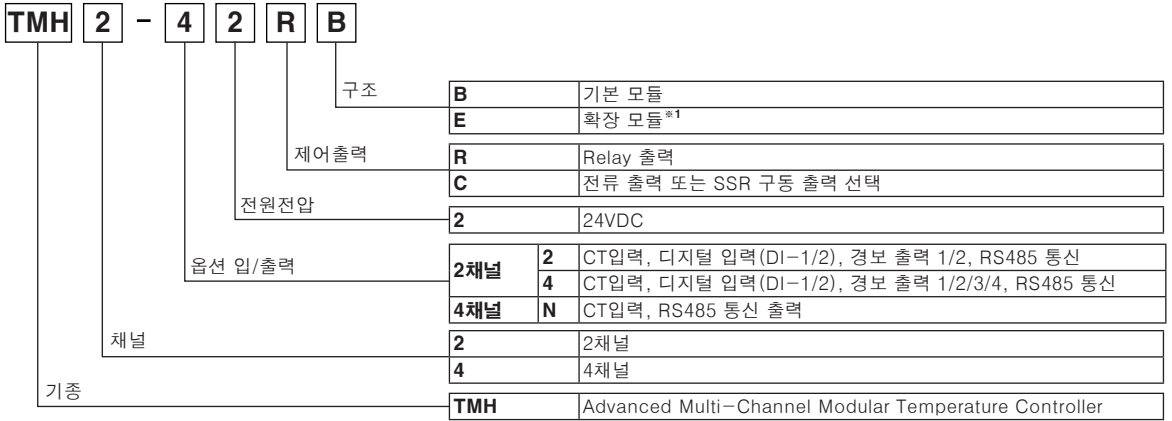 TMH 2 - 4 2 R B
구조 B 기본 모듈
E 확장 모듈※1
제어출력 R Relay 출력
C 전류 출력 또는 SSR 구동 출력 선택
전원전압 2 24VDC
옵션 입/출력 2채널 2 CT입력, 디지털 입력(DI-1/2), 경보 출력 1/2, RS485 통신
4 CT입력, 디지털 입력(DI-1/2), 경보 출력 1/2/3/4, RS485 통신
4채널 N CT입력, RS485 통신 출력
채널 2 2채널
4 4채널
기종 TMH Advanced Multi-Channel Modular Temperature Controller